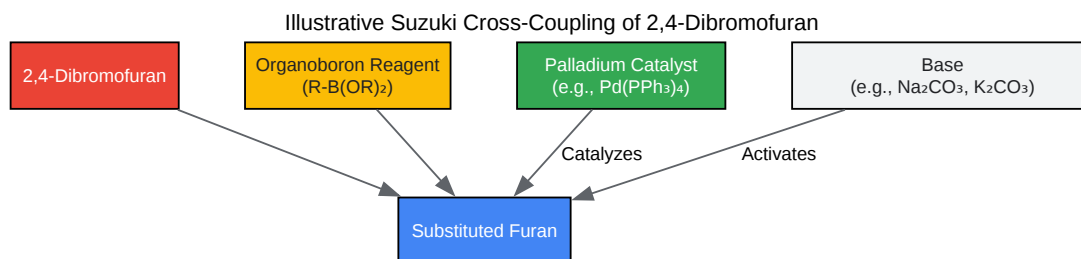 Illustrative Suzuki Cross-Coupling of 2,4-Dibromofuran
2,4-Dibromofuran
Organoboron Reagent
(R-B(OR)₂)
Palladium Catalyst
(e.g., Pd(PPh₃)₄)
Base
(e.g., Na₂CO₃, K₂CO₃)
Catalyzes
Activates
Substituted Furan